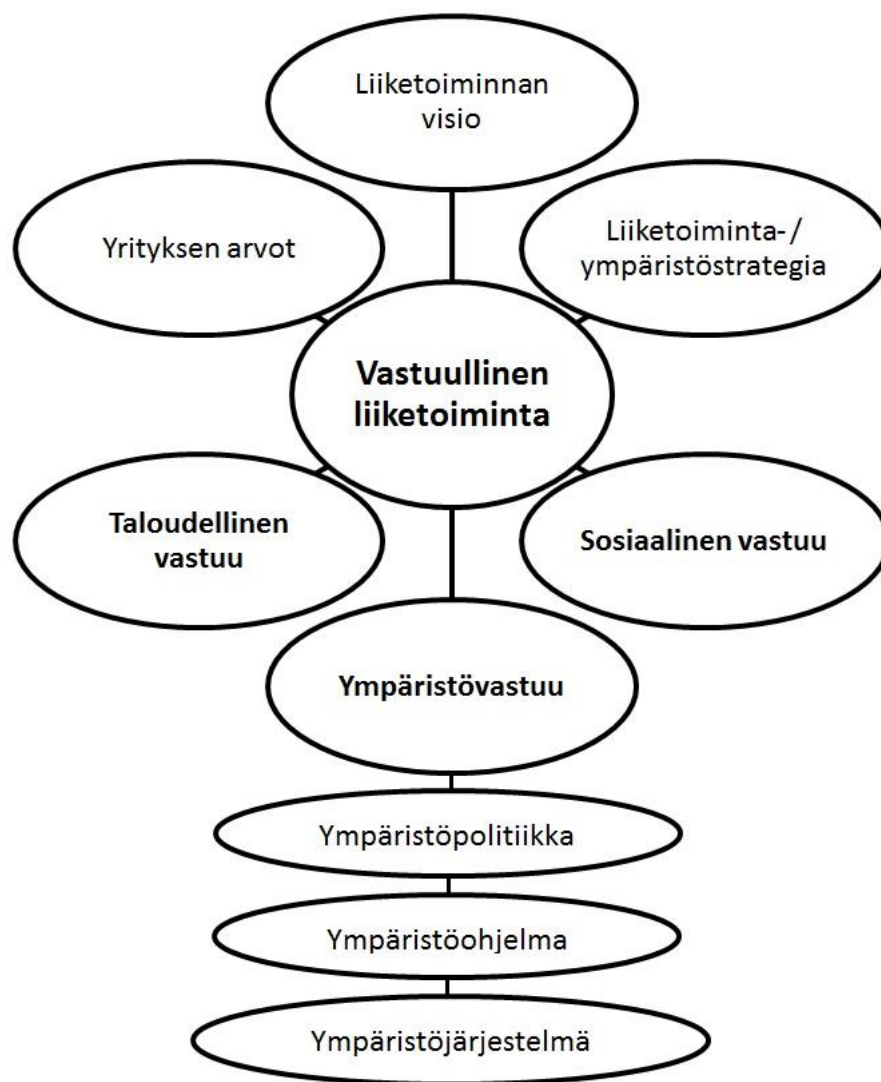 Liiketoiminnan
visio
Yrityksen arvot
Liiketoiminta- /
ympäristöstrategia
Vastuullinen
liiketoiminta
Taloudellinen
vastuu
Sosiaalinen vastuu
Ympäristövastuu
Ympäristöpolitiikka
Ympäristöohjelma
Ympäristöjärjestelmä